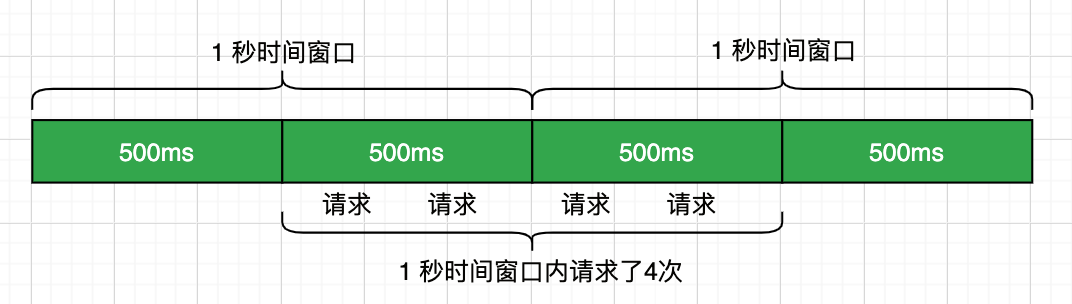 1 秒时间窗口 1 秒时间窗口
500ms 500ms 500ms 500ms
请求 请求 请求 请求
1 秒时间窗口内请求了4次